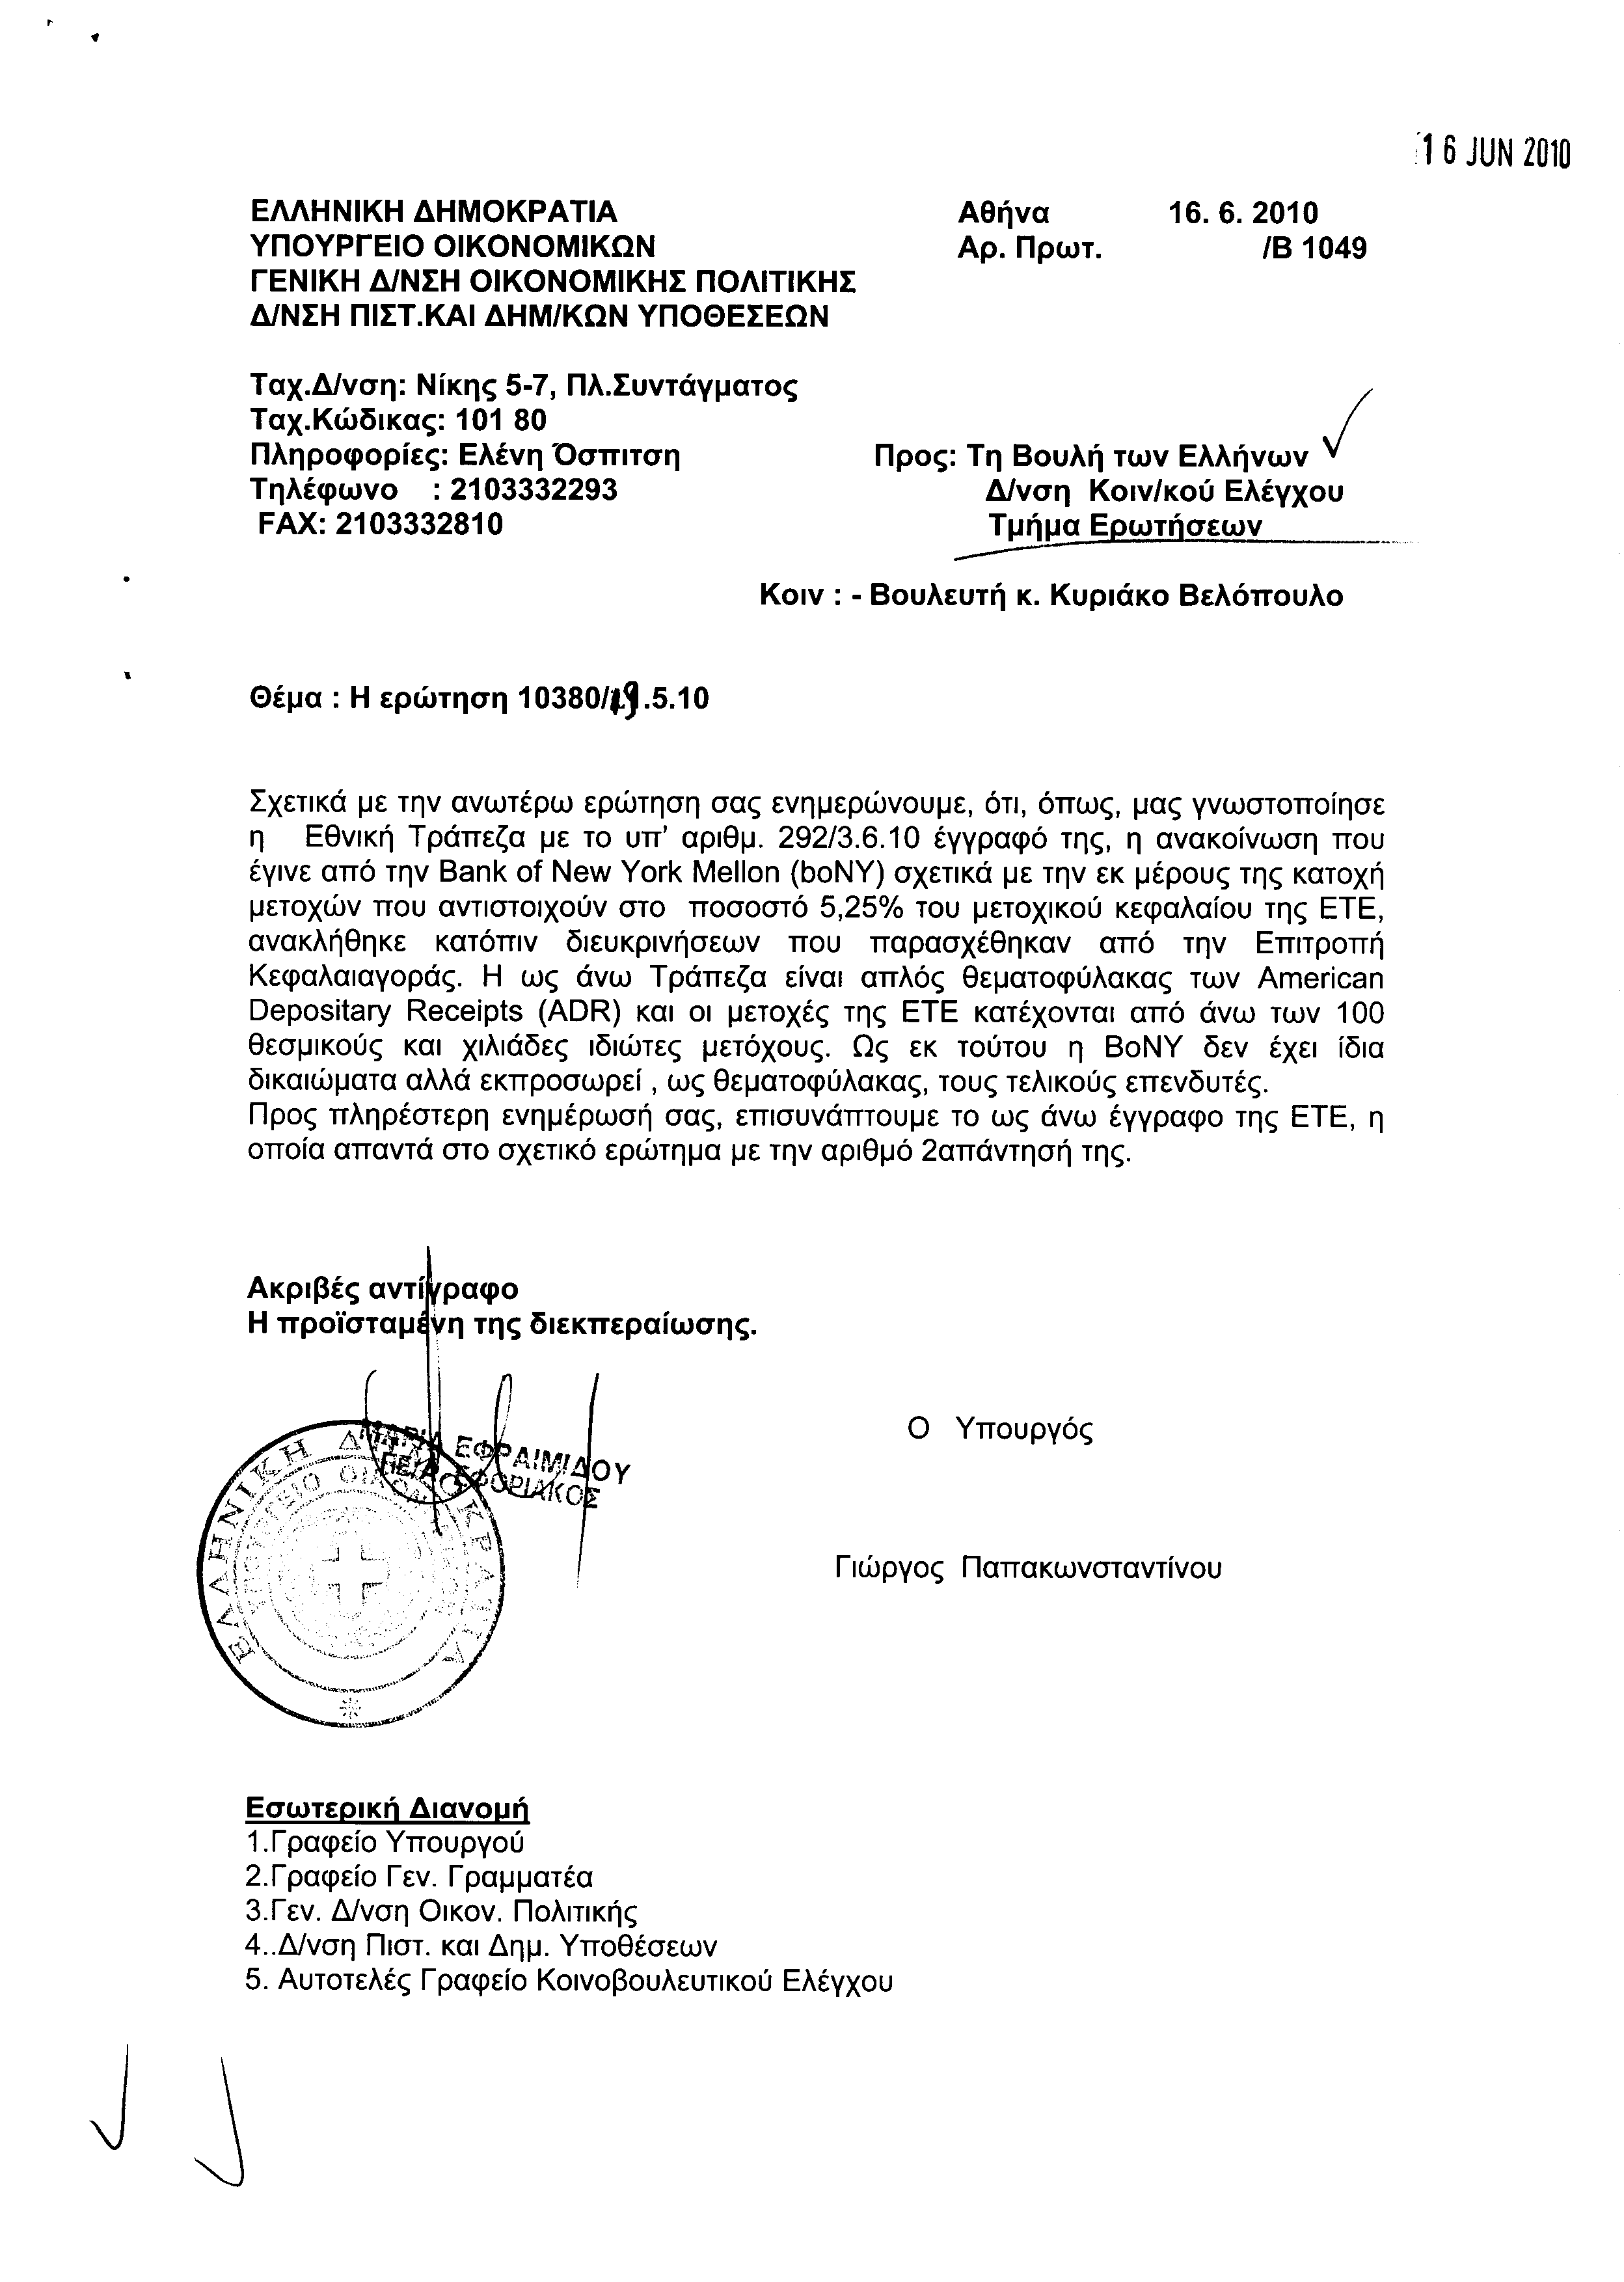 16 JUN 2010
ΕΛΛΗΝΙΚΗ ΔΗΜΟΚΡΑΤΙΑ
ΥΠΟΥΡΓΕΙΟ ΟΙΚΟΝΟΜΙΚΩΝ
ΓΕΝΙΚΗ Δ/ΝΣΗ ΟΙΚΟΝΟΜΙΚΗΣ ΠΟΛΙΤΙΚΗΣ
Δ/ΝΣΗ ΠΙΣΤ.ΚΑΙ ΔΗΜ/ΚΩΝ ΥΠΟΘΕΣΕΩΝ
Αθήνα 16. 6. 2010
Αρ. Πρωτ. /Β 1049
Ταχ.Δ/νση: Νίκης 5-7, Πλ.Συντάγματος
Ταχ.Κώδικας: 101 80
Πληροφορίες: Ελένη Όσπιτση
Τηλέφωνο : 2103332293
FAX: 2103332810
Προς: Τη Βουλή των Ελλήνων
Δ/νση Κοιν/κού Ελέγχου
Τμήμα Ερωτήσεων
Κοιν : - Βουλευτή κ. Κυριάκο Βελόπουλο
Θέμα : Η ερώτηση 10380/19.5.10
Σχετικά με την ανωτέρω ερώτηση σας ενημερώνουμε, ότι, όπως, μας γνωστοποίησε
η Εθνική Τράπεζα με το υπ’ αριθμ. 292/3.6.10 έγγραφό της, η ανακοίνωση που
έγινε από την Bank of New York Mellon (boNY) σχετικά με την εκ μέρους της κατοχή
μετοχών που αντιστοιχούν στο ποσοστό 5,25% του μετοχικού κεφαλαίου της ΕΤΕ,
ανακλήθηκε κατόπιν διευκρινήσεων που παρασχέθηκαν από την Επιτροπή
Κεφαλαιαγοράς. Η ως άνω Τράπεζα είναι απλός θεματοφύλακας των American
Depositary Receipts (ADR) και οι μετοχές της ΕΤΕ κατέχονται από άνω των 100
θεσμικούς και χιλιάδες ιδιώτες μετόχους. Ως εκ τούτου η BoNY δεν έχει ίδια
δικαιώματα αλλά εκπροσωρεί , ως θεματοφύλακας, τους τελικούς επενδυτές.
Προς πληρέστερη ενημέρωσή σας, επισυνάπτουμε το ως άνω έγγραφο της ΕΤΕ, η
οποία απαντά στο σχετικό ερώτημα με την αριθμό 2απάντησή της.
Ακριβές αντίγραφο
Η προϊσταμένη της διεκπεραίωσης.
ΜΑΡΙΑ ΕΦΡΑΙΜΙΔΟΥ
ΕΦΟΡΙΑΚΟΣ
ΕΛΛΗΝΙΚΗ ΔΗΜΟΚΡΑΤΙΑ
Ο Υπουργός
Γιώργος Παπακωνσταντίνου
Εσωτερική Διανομή
1.Γραφείο Υπουργού
2.Γραφείο Γεν. Γραμματέα
3.Γεν. Δ/νση Οικον. Πολιτικής
4..Δ/νση Πιστ. και Δημ. Υποθέσεων
5. Αυτοτελές Γραφείο Κοινοβουλευτικού Ελέγχου